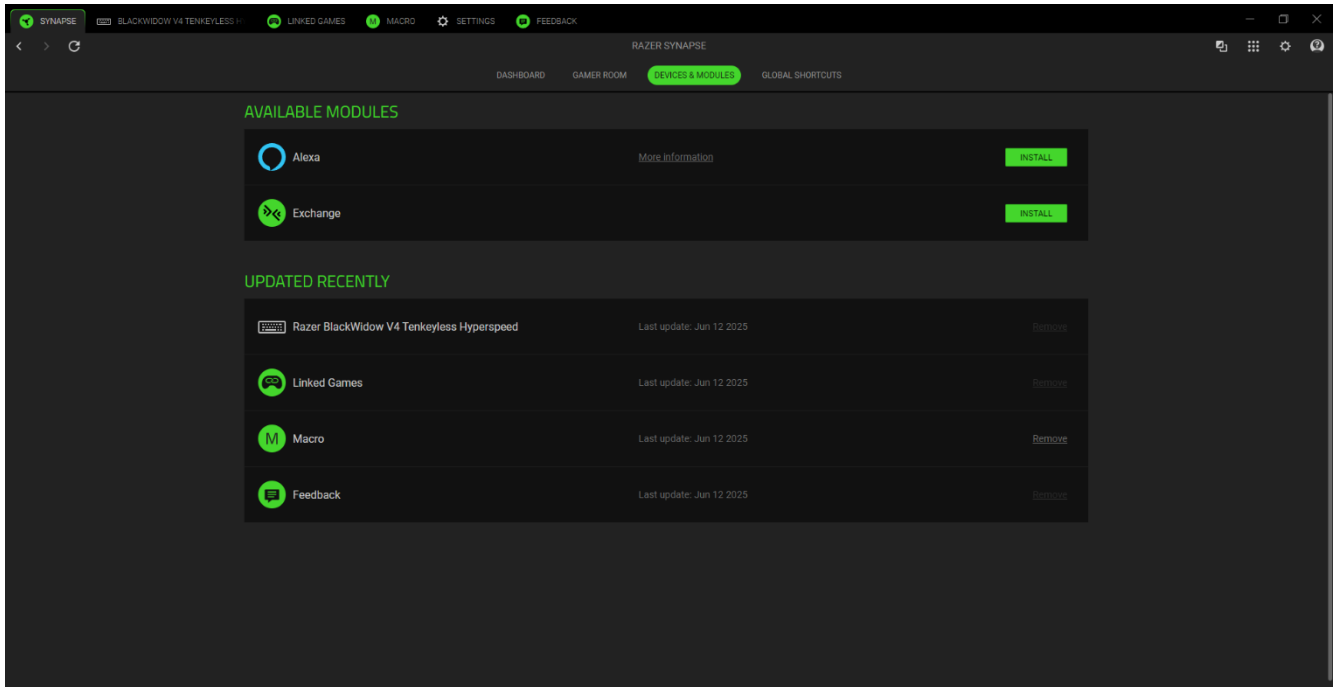 SYNAPSE BLACKWIDOW V4 TENKEYLESS H LINKED GAMES M MACRO SETTINGS FEEDBACK
RAZER SYNAPSE
DASHBOARD GAMER ROOM DEVICES & MODULES GLOBAL SHORTCUTS
AVAILABLE MODULES
Alexa More information INSTALL
Exchange INSTALL
UPDATED RECENTLY
Razer BlackWidow V4 Tenkeyless Hyperspeed Last update: Jun 12 2025 Remove
Linked Games Last update: Jun 12 2025 Remove
M Macro Last update: Jun 12 2025 Remove
Feedback Last update: Jun 12 2025 Remove